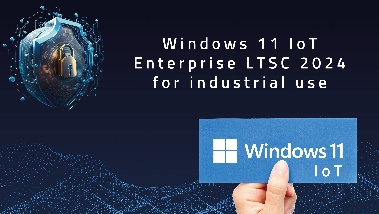 Windows 11 IoT
Enterprise LTSC 2024
for industrial use
Windows 11
IoT